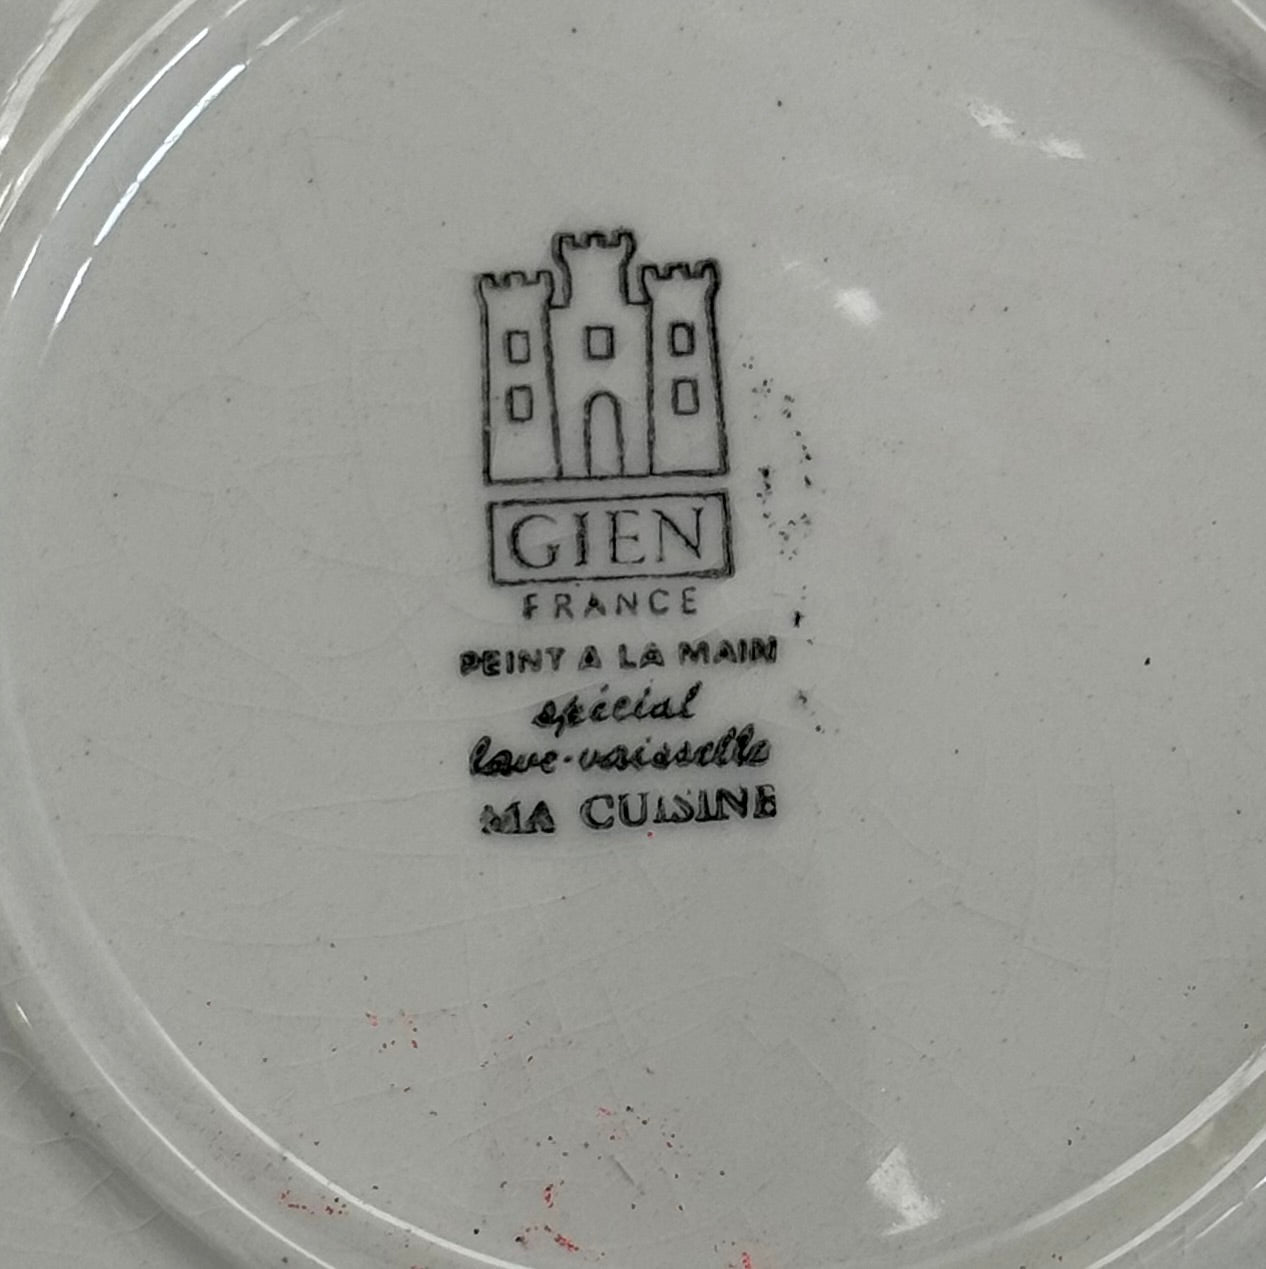 GIEN
FRANCE
PEINT A LA MAIN
spécial
lave-vaisselle
MA CUISINE